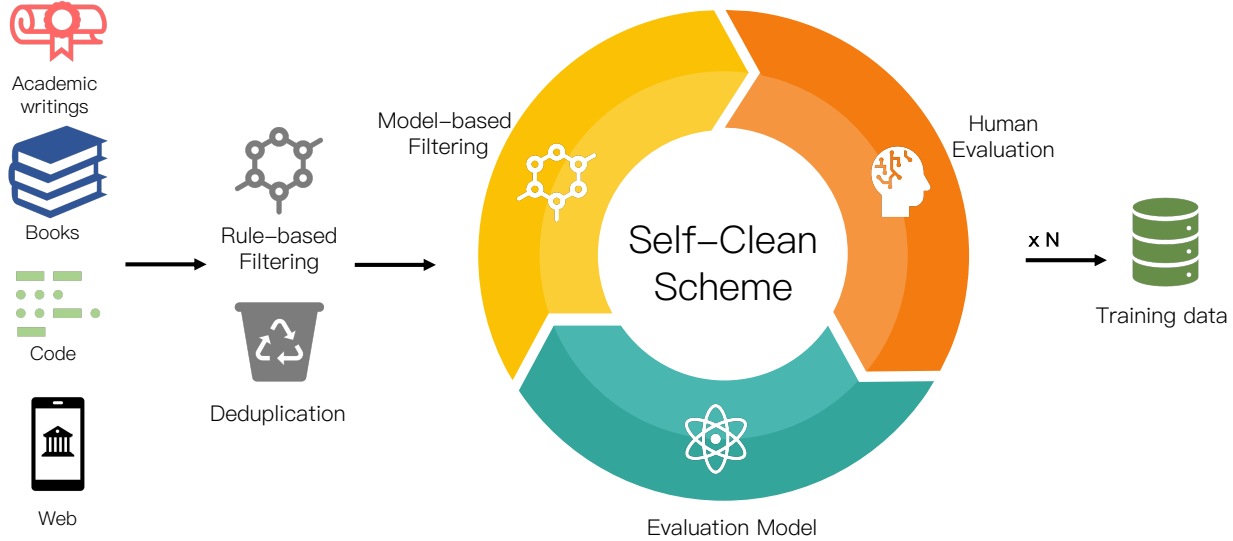 Academic
writings
Books
Code
Web
Rule-based
Filtering
Deduplication
Model-based
Filtering
Human
Evaluation
Self-Clean
Scheme
Evaluation Model
x N
Training data